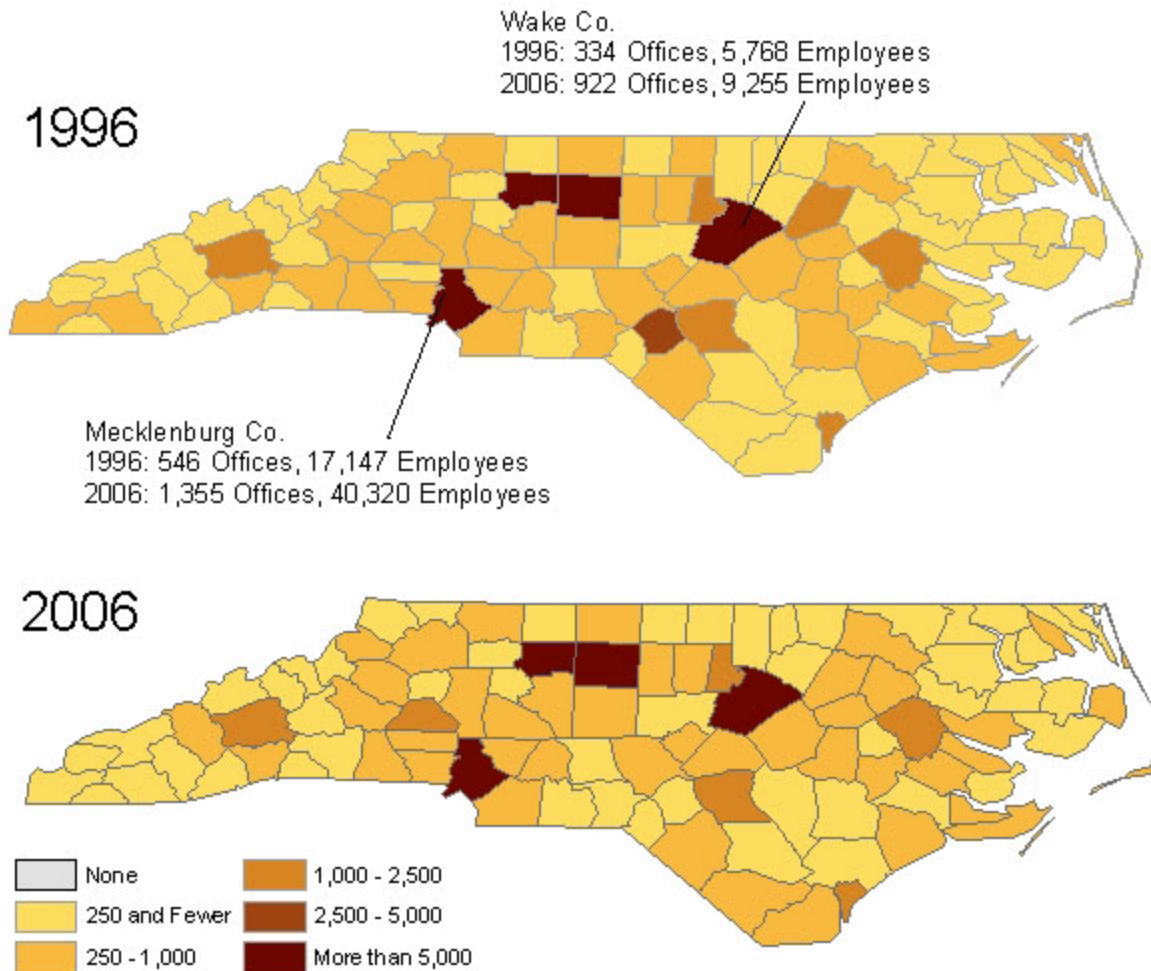 Wake Co.
1996: 334 Offices, 5,768 Employees
2006: 922 Offices, 9,255 Employees
1996
Mecklenburg Co.
1996: 546 Offices, 17,147 Employees
2006: 1,355 Offices, 40,320 Employees
2006
None
250 and Fewer
250 - 1,000
1,000 - 2,500
2,500 - 5,000
More than 5,000